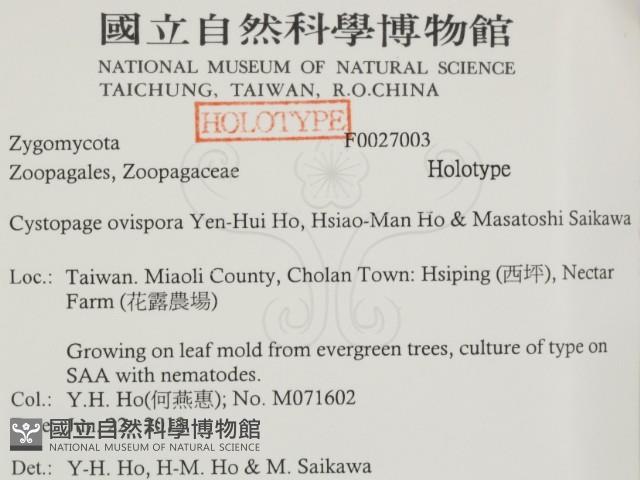 國立自然科學博物館
NATIONAL MUSEUM OF NATURAL SCIENCE
TAICHUNG, TAIWAN, R.O.CHINA
HOLOTYPE
Zygomycota F0027003
Zoopagales, Zoopagaceae Holotype
Cystopage ovispora Yen-Hui Ho, Hsiao-Man Ho & Masatoshi Saikawa
Loc.: Taiwan. Miaoli County, Cholan Town: Hsiping (西坪), Nectar
Farm (花露農場)
Growing on leaf mold from evergreen trees, culture of type on
SAA with nematodes.
Col.: Y.H. Ho(何燕惠); No. M071602
國立自然科學博物館
NATIONAL MUSEUM OF NATURAL SCIENCE
Det.: Y-H. Ho, H-M. Ho & M. Saikawa